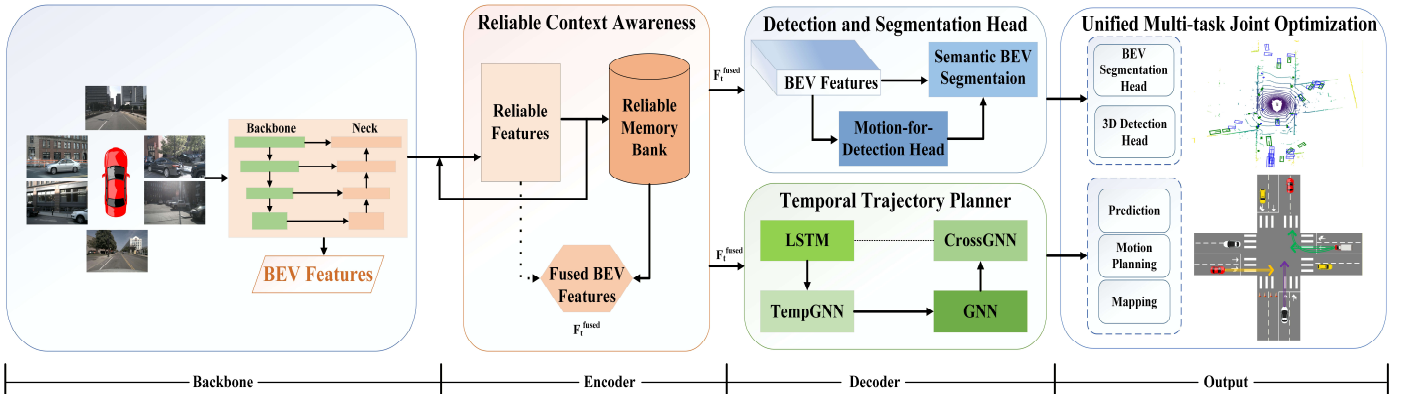 Backbone
Neck
BEV Features
Reliable Context Awareness
Reliable
Features
Reliable
Memory
Bank
Fused BEV
Features
F_t^fused
F_t^fused
F_t^fused
Detection and Segmentation Head
BEV Features
Semantic BEV
Segmentaion
Motion-for-
Detection Head
Temporal Trajectory Planner
LSTM
CrossGNN
TempGNN
GNN
Unified Multi-task Joint Optimization
BEV
Segmentation
Head
3D Detection
Head
Prediction
Motion
Planning
Mapping
Backbone
Encoder
Decoder
Output